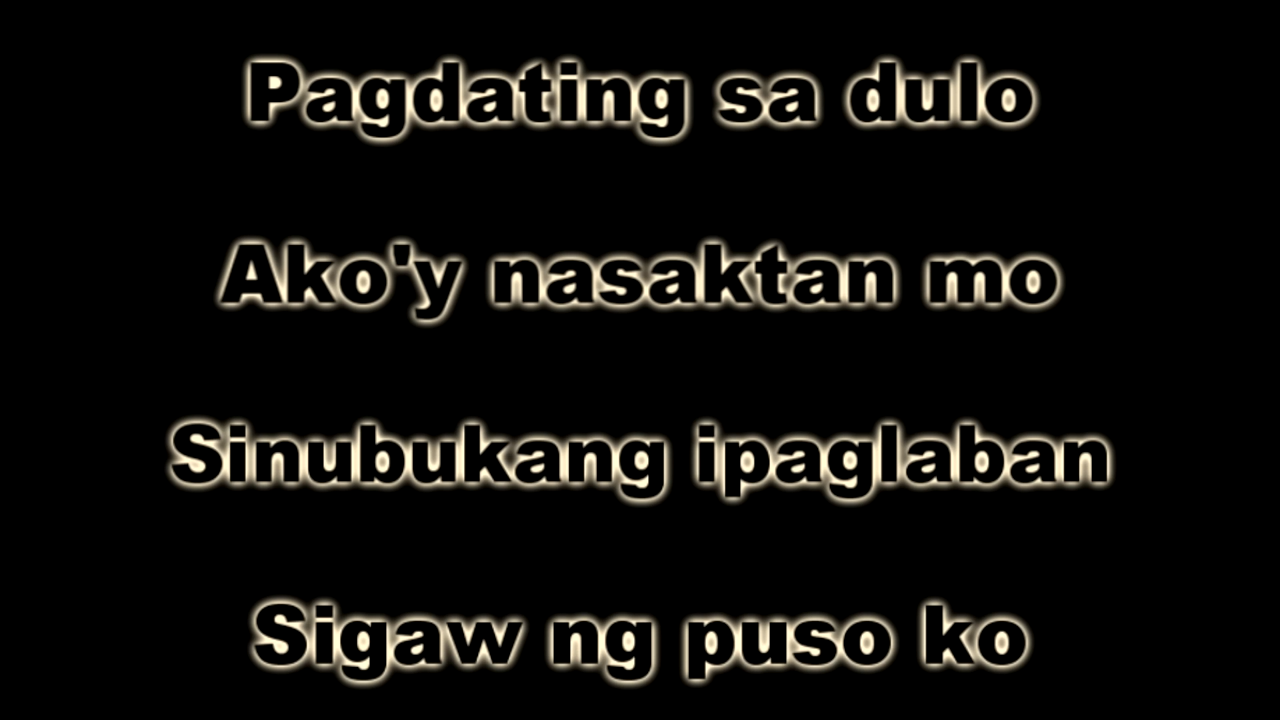 Pagdating sa dulo
Ako'y nasaktan mo
Sinubukang ipaglaban
Sigaw ng puso ko